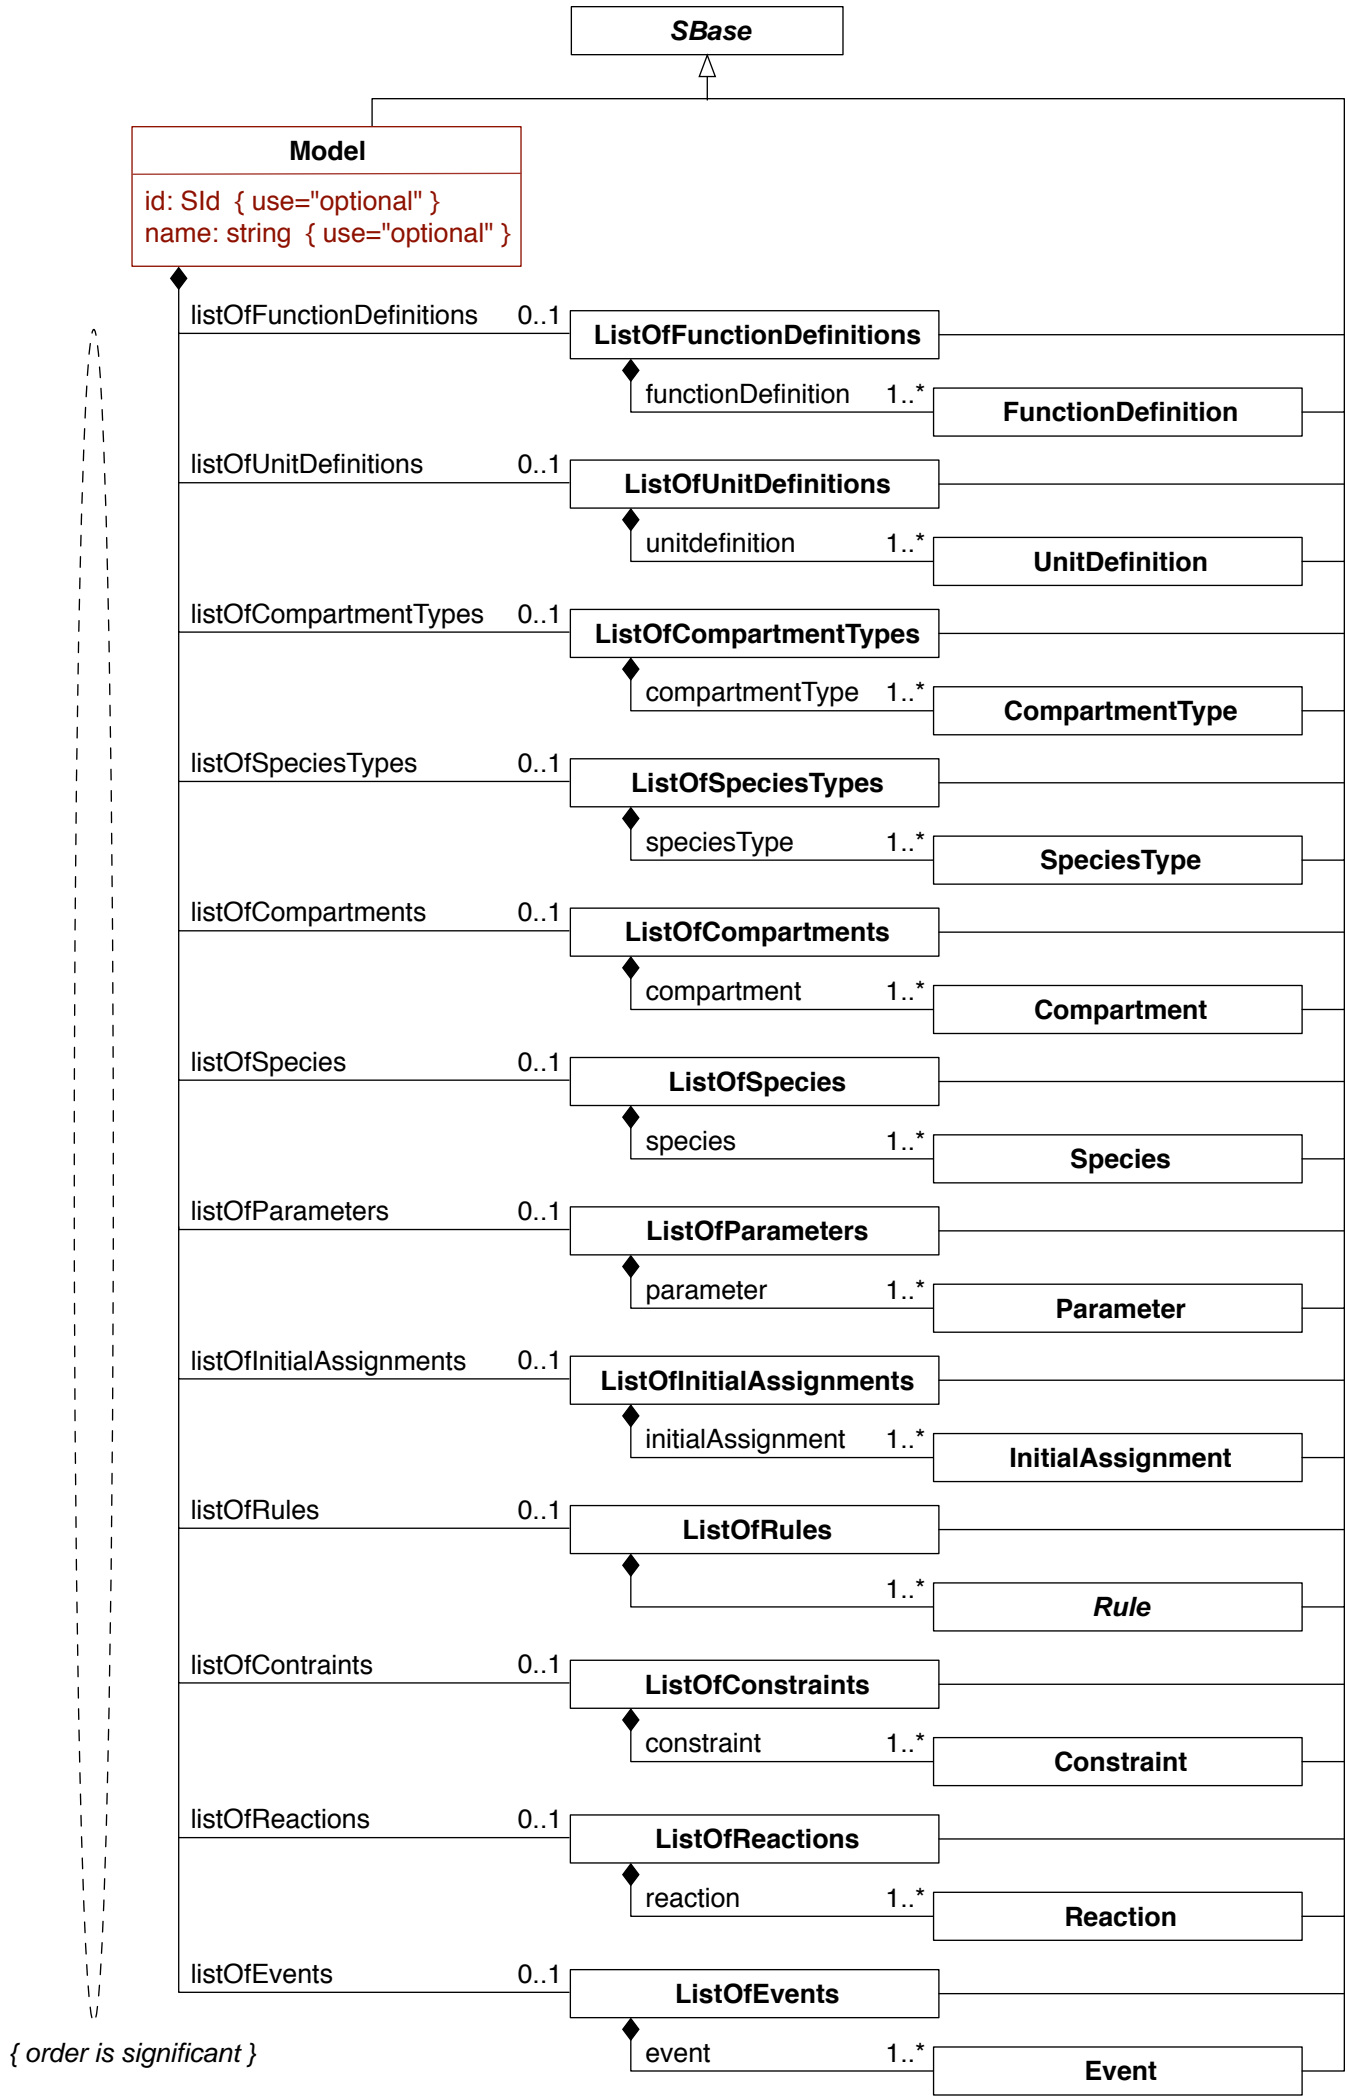 SBase
Model
id: SId { use="optional" }
name: string { use="optional" }
listOfFunctionDefinitions 0..1
ListOfFunctionDefinitions
functionDefinition 1..*
FunctionDefinition
listOfUnitDefinitions 0..1
ListOfUnitDefinitions
unitdefinition 1..*
UnitDefinition
listOfCompartmentTypes 0..1
ListOfCompartmentTypes
compartmentType 1..*
CompartmentType
listOfSpeciesTypes 0..1
ListOfSpeciesTypes
speciesType 1..*
SpeciesType
listOfCompartments 0..1
ListOfCompartments
compartment 1..*
Compartment
listOfSpecies 0..1
ListOfSpecies
species 1..*
Species
listOfParameters 0..1
ListOfParameters
parameter 1..*
Parameter
listOfInitialAssignments 0..1
ListOfInitialAssignments
initialAssignment 1..*
InitialAssignment
listOfRules 0..1
ListOfRules
1..*
Rule
listOfContraints 0..1
ListOfConstraints
constraint 1..*
Constraint
listOfReactions 0..1
ListOfReactions
reaction 1..*
Reaction
listOfEvents 0..1
ListOfEvents
{ order is significant }
event 1..*
Event